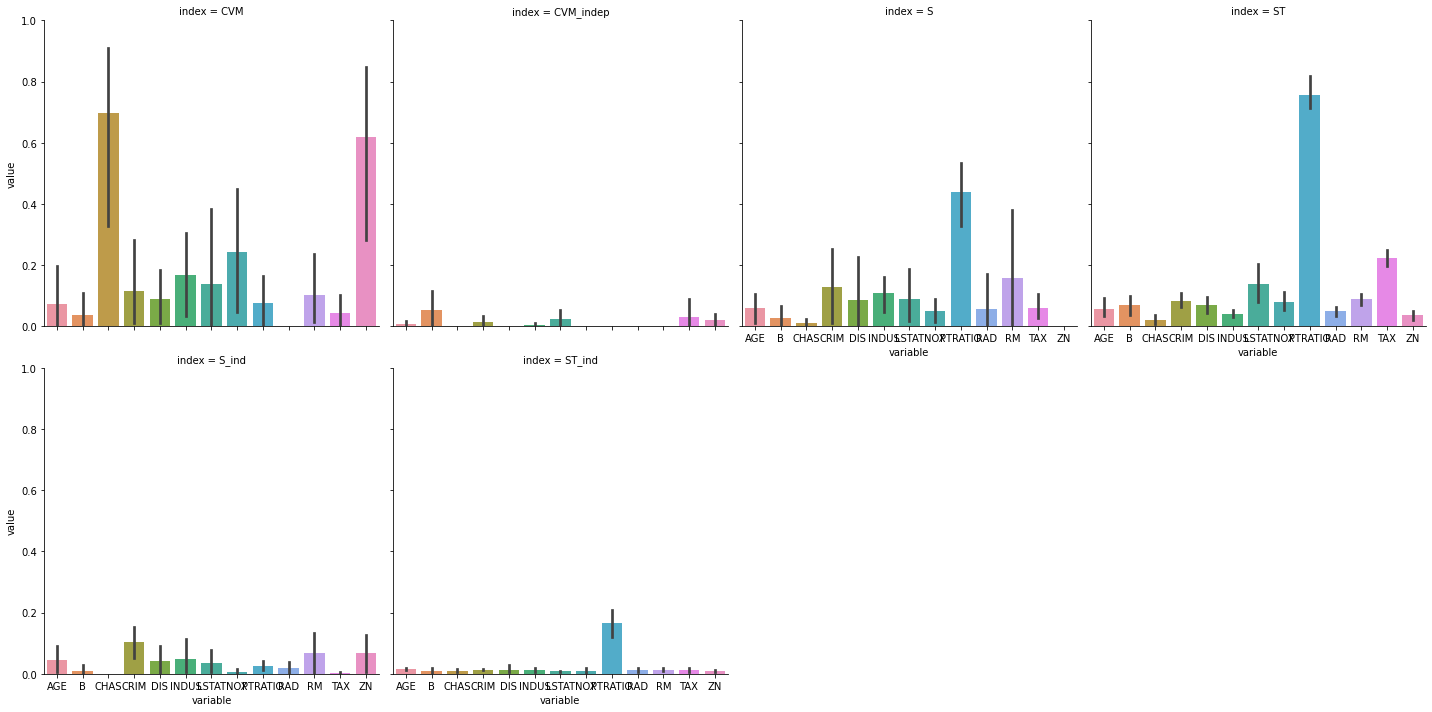 index = CVM
index = CVM_indep
index = S
index = ST
1.0
0.8
0.6
0.4
0.2
0.0
value
AGE B CHAS CRIM DIS INDUS LSTAT NOX PTRATIO RAD RM TAX ZN
variable
AGE B CHAS CRIM DIS INDUS LSTAT NOX PTRATIO RAD RM TAX ZN
variable
index = S_ind
index = ST_ind
1.0
0.8
0.6
0.4
0.2
0.0
value
AGE B CHAS CRIM DIS INDUS LSTAT NOX PTRATIO RAD RM TAX ZN
variable
AGE B CHAS CRIM DIS INDUS LSTAT NOX PTRATIO RAD RM TAX ZN
variable